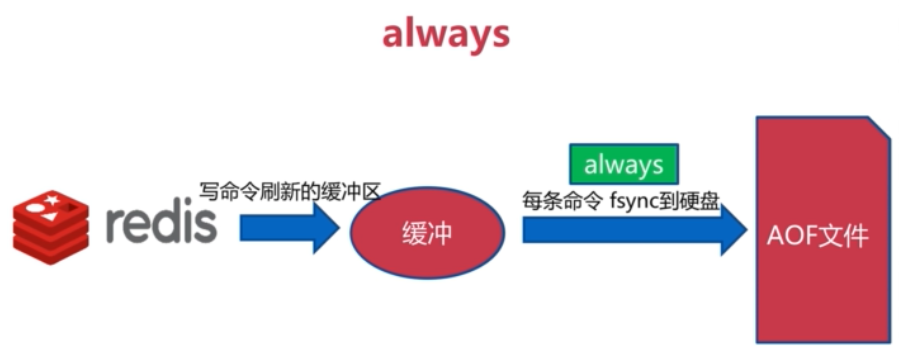 always
always
写命令刷新的缓冲区
每条命令 fsync到硬盘
redis
缓冲
AOF文件